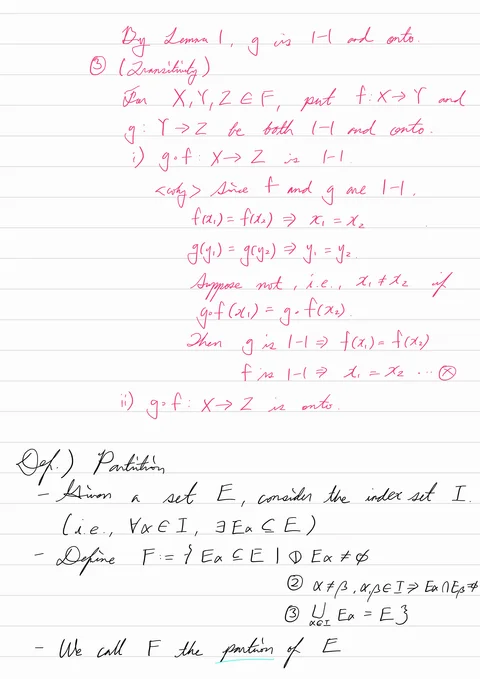 By Lemma 1, g is 1-1 and onto.
③ (Transitivity)
For X, Y, Z ∈ F, put f: X → Y and
g: Y → Z be both 1-1 and onto.
i) g∘f: X → Z is 1-1.
<why> Since f and g are 1-1,
f(x₁) = f(x₂) ⇒ x₁ = x₂
g(y₁) = g(y₂) ⇒ y₁ = y₂.
Suppose not, i.e., x₁ ≠ x₂ if
g∘f(x₁) = g∘f(x₂).
Then g is 1-1 ⇒ f(x₁) = f(x₂)
f is 1-1 ⇒ x₁ = x₂ ... ⊗
ii) g∘f: X → Z is onto.
Def.) Partition
- Given a set E, consider the index set I.
(i.e., ∀α ∈ I, ∃Eα ⊆ E)
- Define F := { Eα ⊆ E | ① Eα ≠ ∅
② α ≠ β, α, β ∈ I ⇒ Eα ∩ Eβ = ∅
③ ⋃α∈I Eα = E }
- We call F the partion of E